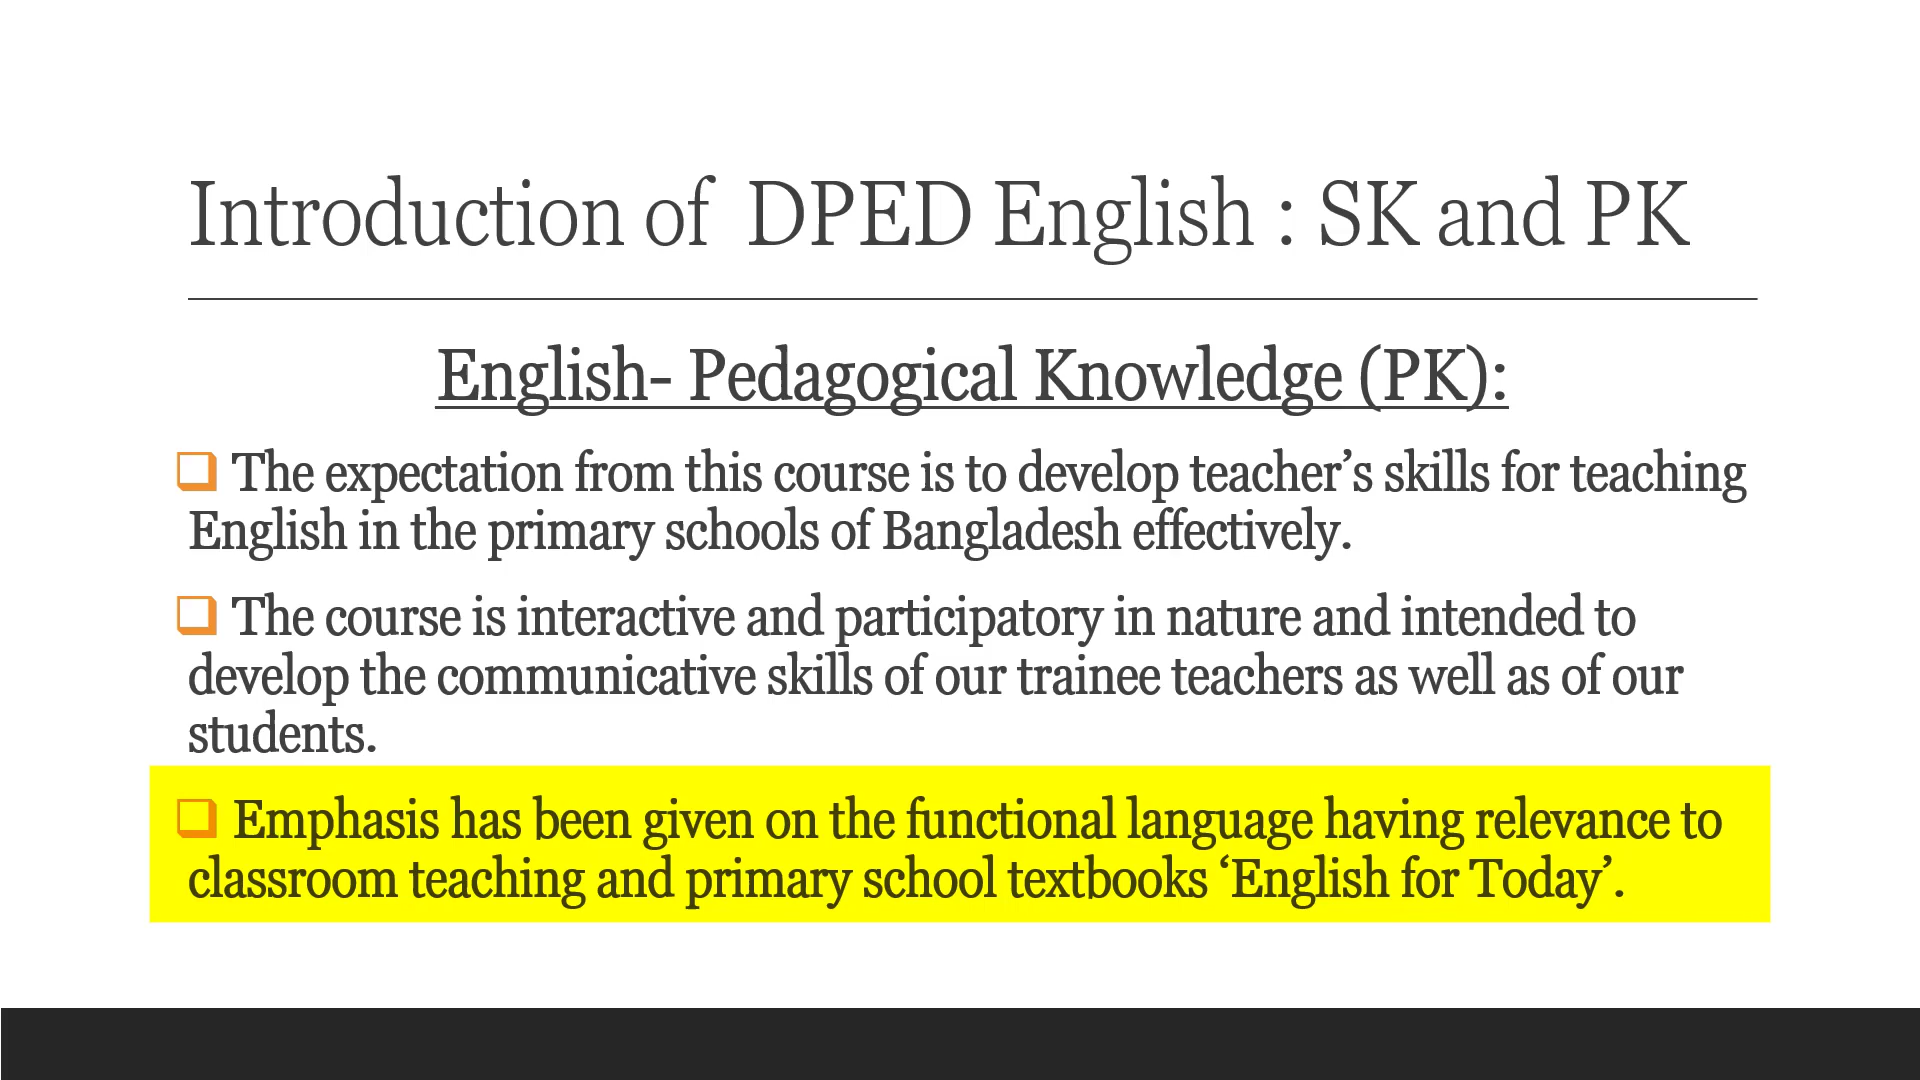 Introduction of  DPED English : SK and PK
English- Pedagogical Knowledge (PK):
❑ The expectation from this course is to develop teacher’s skills for teaching
English in the primary schools of Bangladesh effectively.
❑ The course is interactive and participatory in nature and intended to
develop the communicative skills of our trainee teachers as well as of our
students.
❑ Emphasis has been given on the functional language having relevance to
classroom teaching and primary school textbooks ‘English for Today’.